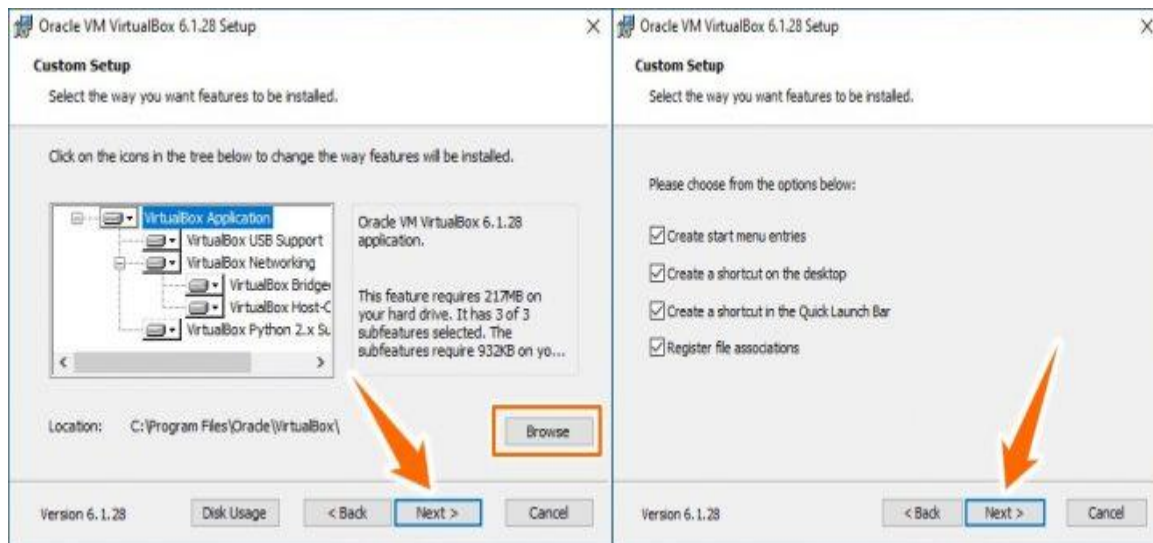 Oracle VM VirtualBox 6.1.28 Setup
Custom Setup
Select the way you want features to be installed.
Click on the icons in the tree below to change the way features will be installed.
VirtualBox Application
VirtualBox USB Support
VirtualBox Networking
VirtualBox Bridge
VirtualBox Host-C
VirtualBox Python 2.x Su
Oracle VM VirtualBox 6.1.28
application.
This feature requires 217MB on
your hard drive. It has 3 of 3
subfeatures selected. The
subfeatures require 932KB on yo...
Location: C:\Program Files\Oracle\VirtualBox\
Browse
Version 6.1.28
Disk Usage
< Back
Next >
Cancel
Oracle VM VirtualBox 6.1.28 Setup
Custom Setup
Select the way you want features to be installed.
Please choose from the options below:
Create start menu entries
Create a shortcut on the desktop
Create a shortcut in the Quick Launch Bar
Register file associations
Version 6.1.28
< Back
Next >
Cancel